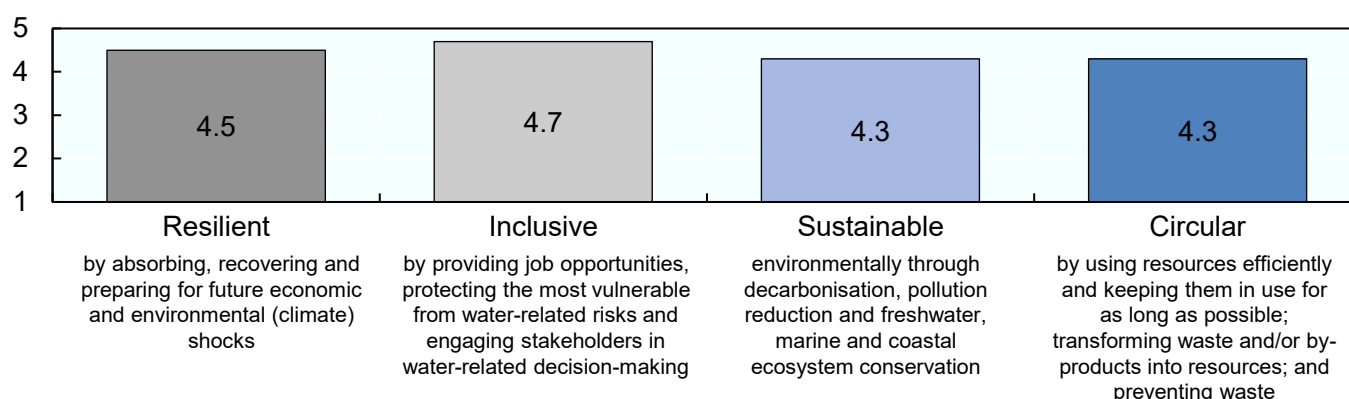 5
4
3
2
1
4.5
4.7
4.3
4.3
Resilient
by absorbing, recovering and
preparing for future economic
and environmental (climate)
shocks
Inclusive
by providing job opportunities,
protecting the most vulnerable
from water-related risks and
engaging stakeholders in
water-related decision-making
Sustainable
environmentally through
decarbonisation, pollution
reduction and freshwater,
marine and coastal
ecosystem conservation
Circular
by using resources efficiently
and keeping them in use for
as long as possible;
transforming waste and/or by-
products into resources; and
preventing waste